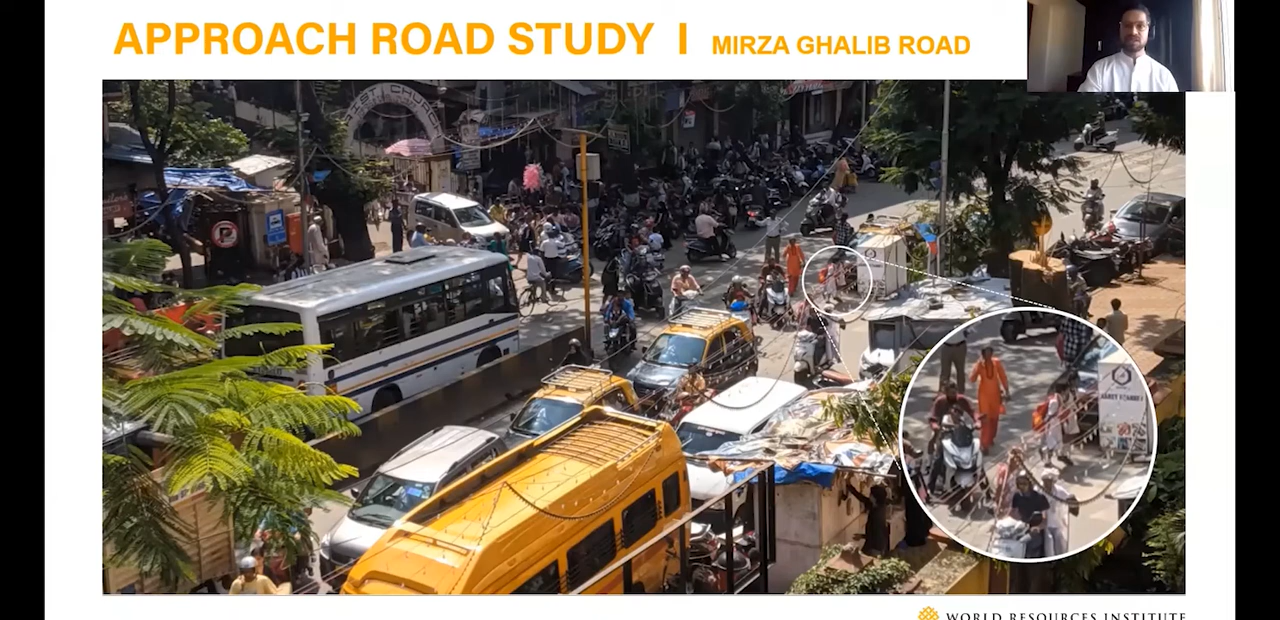 APPROACH ROAD STUDY I MIRZA GHALIB ROAD
WORLD RESOURCES INSTITUTE